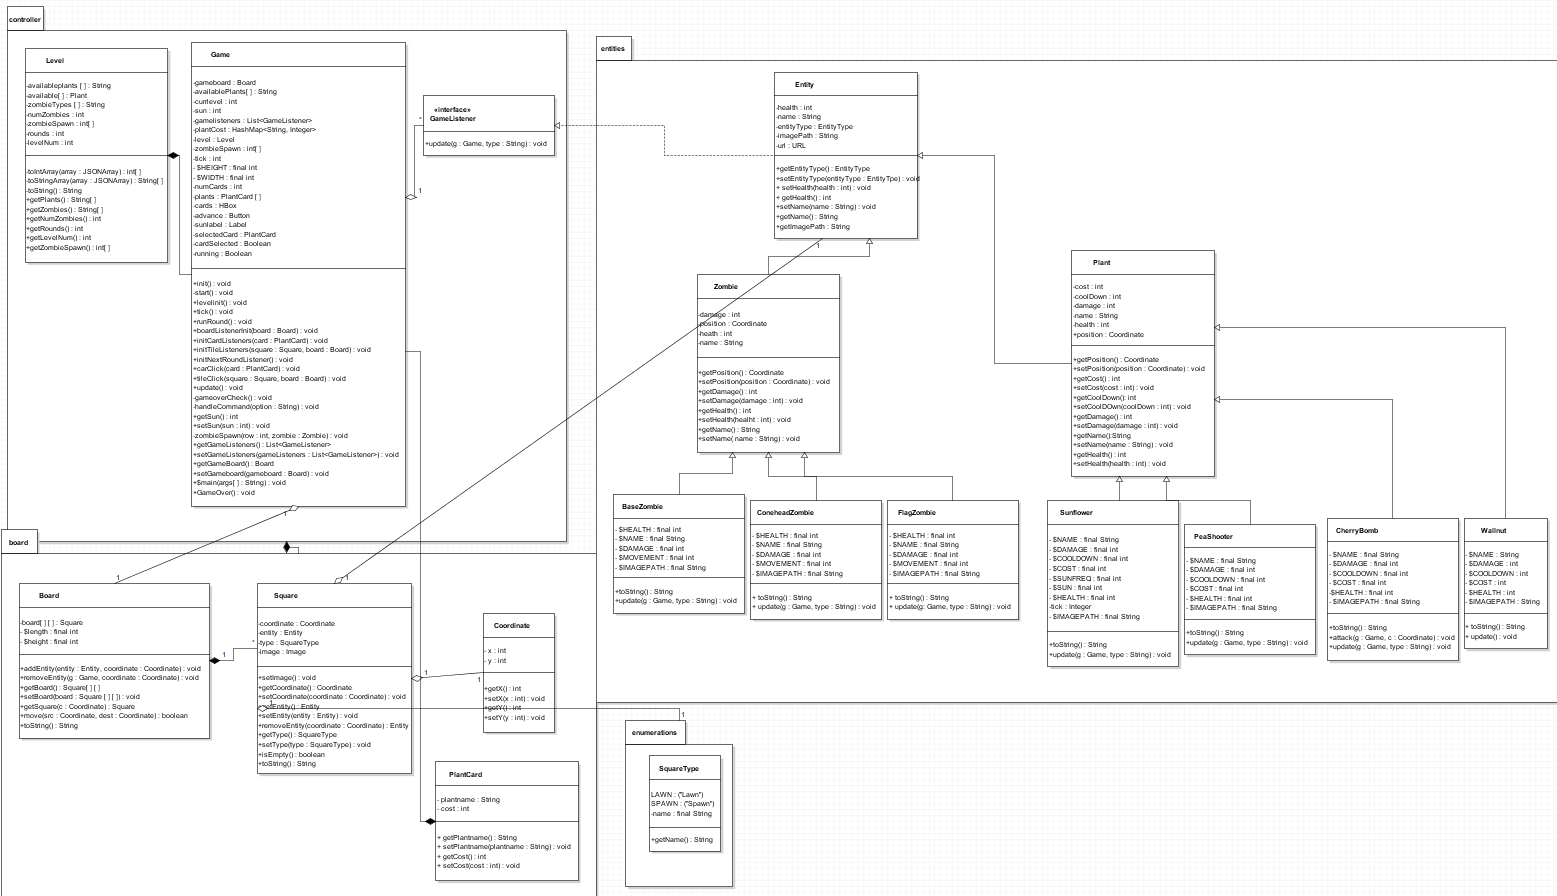 controller
Level
-availableplants [ ] : String
-available[ ] : Plant
-zombieTypes [ ] : String
-numZombies : int
-zombieSpawn : int[ ]
-rounds : int
-levelNum : int
-toIntArray(array : JSONArray) : int[ ]
-toStringArray(array : JSONArray) : String[ ]
-toString() : String
+getPlants() : String[ ]
+getZombies() : String[ ]
+getNumZombies() : int
+getRounds() : int
+getLevelNum() : int
+getZombieSpawn() : int[ ]
Game
-gameboard : Board
-availablePlants[ ] : String
-currlevel : int
-sun : int
-gamelisteners : List<GameListener>
-plantCost : HashMap<String, Integer>
-level : Level
-zombieSpawn : int[ ]
-tick : int
- $HEIGHT : final int
- $WIDTH : final int
-numCards : int
-plants : PlantCard [ ]
-cards : HBox
-advance : Button
-sunlabel : Label
-selectedCard : PlantCard
-cardSelected : Boolean
-running : Boolean
+init() : void
-start() : void
+levelinit() : void
+tick() : void
+runRound() : void
+boardListenerInit(board : Board) : void
+initCardListeners(card : PlantCard) : void
+initTileListeners(square : Square, board : Board) : void
+initNextRoundListener() : void
+carClick(card : PlantCard) : void
+tileClick(square : Square, board : Board) : void
+update() : void
-gameoverCheck() : void
-handleCommand(option : String) : void
+getSun() : int
+setSun(sun : int) : void
-zombieSpawn(row : int, zombie : Zombie) : void
+getGameListeners() : List<GameListener>
+setGameListeners(gameListeners : List<GameListener>) : void
+getGameBoard() : Board
+setGameboard(gameboard : Board) : void
+$main(args[ ] : String) : void
+GameOver() : void
1
«interface»
GameListener
+update(g : Game, type : String) : void
*
1
entities
Entity
-health : int
-name : String
-entityType : EntityType
-imagePath : String
-url : URL
+getEntityType() : EntityType
+setEntityType(entityType : EntityType) : void
+ setHealth(health : int) : void
+ getHealth() : int
+setName(name : String) : void
+getName() : String
+getImagePath : String
1
Zombie
-damage : int
-position : Coordinate
-heath : int
-name : String
+getPosition() : Coordinate
+setPosition(position : Coordinate) : void
+getDamage() : int
+setDamage(damage : int) : void
+getHealth() : int
+setHealth(healht : int) : void
+getName() : String
+setName( name : String) : void
Plant
-cost : int
-coolDown : int
-damage : int
-name : String
-health : int
+position : Coordinate
+getPosition() : Coordinate
+setPosition(position : Coordinate) : void
+getCost() : int
+setCost(cost : int) : void
+getCoolDown(): int
+setCoolDOwn(coolDown : int) : void
+getDamage() : int
+setDamage(damage : int) : void
+getName():String
+setName(name : String) : void
+getHealth() : int
+setHealth(health : int) : void
BaseZombie
- $HEALTH : final int
- $NAME : final String
- $DAMAGE : final int
- $MOVEMENT : final int
- $IMAGEPATH : final String
+toString() : String
+update(g : Game, type : String) : void
ConeheadZombie
- $HEALTH : final int
- $NAME : final String
- $DAMAGE : final int
- $MOVEMENT : final int
- $IMAGEPATH : final String
+ toString() : String
+ update(g: Game, type : String) : void
FlagZombie
- $HEALTH : final int
- $NAME : final String
- $DAMAGE : final int
- $MOVEMENT : final int
- $IMAGEPATH : final String
+ toString() : String
+ update(g: Game, type : String) : void
Sunflower
- $NAME : final String
- $DAMAGE : final int
- $COOLDOWN : final int
- $COST : final int
- $SUNFREQ : final int
- $SUN : final int
- $HEALTH : final int
-tick : Integer
- $IMAGEPATH : final String
+toString() : String
+update(g : Game, type : String) : void
PeaShooter
- $NAME : final String
- $DAMAGE : final int
- $COOLDOWN : final int
- $COST : final int
- $HEALTH : final int
- $IMAGEPATH : final String
+toString() : String
+update(g : Game, type : String) : void
CherryBomb
- $NAME : final String
- $DAMAGE : final int
- $COOLDOWN : final int
- $COST : final int
-$HEALTH : final int
- $IMAGEPATH : final String
+toString() : String
+attack(g : Game, c : Coordinate) : void
+update(g : Game, type : String) : void
Wallnut
- $NAME : String
- $DAMAGE : int
- $COOLDOWN : int
- $COST : int
- $HEALTH : int
- $IMAGEPATH : String
+ toString() : String
+ update() : void
board
Board
-board[ ] [ ] : Square
- $length : final int
- $height : final int
+addEntity(entity : Entity, coordinate : Coordinate) : void
+removeEntity(g : Game, coordinate : Coordinate) : void
+getBoard() : Square[ ] [ ]
+setBoard(board : Square [ ] [ ]) : void
+getSquare(c : Coordinate) : Square
+move(src : Coordinate, dest : Coordinate) : boolean
+toString() : String
1
1
*
Square
-coordinate : Coordinate
-entity : Entity
-type : SquareType
-image : Image
+setImage() : void
+getCoordinate() : Coordinate
+setCoordinate(coordinate : Coordinate) : void
+getEntity() : Entity
+setEntity(entity : Entity) : void
+removeEntity(coordinate : Coordinate) : Entity
+getType() : SquareType
+setType(type : SquareType) : void
+isEmpty() : boolean
+toString() : String
1
1
1
1
Coordinate
- x : int
- y : int
+getX() : int
+setX(x : int) : void
+getY() : int
+setY(y : int) : void
PlantCard
- plantname : String
- cost : int
+ getPlantname() : String
+ setPlantname(plantname : String) : void
+ getCost() : int
+ setCost(cost : int) : void
1
enumerations
SquareType
LAWN : ("Lawn")
SPAWN : ("Spawn")
-name : final String
+getName() : String